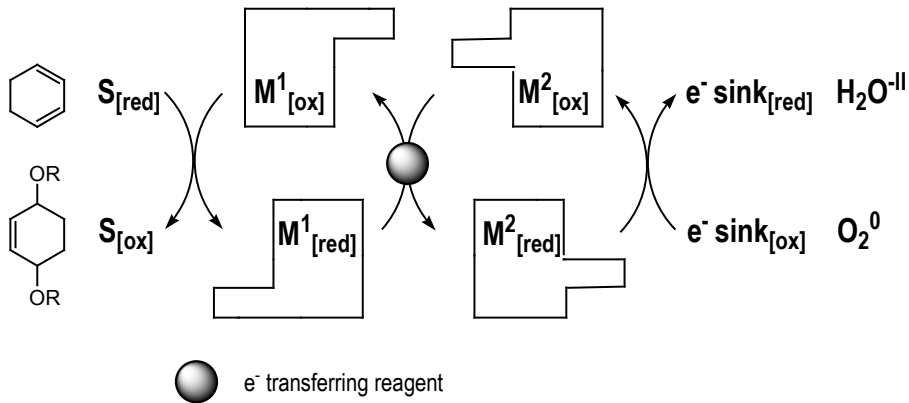 S[red] M¹[ox] M²[ox] e⁻ sink[red] H₂O⁻ᴵᴵ
OR
S[ox] M¹[red] M²[red] e⁻ sink[ox] O₂⁰
OR
e⁻ transferring reagent